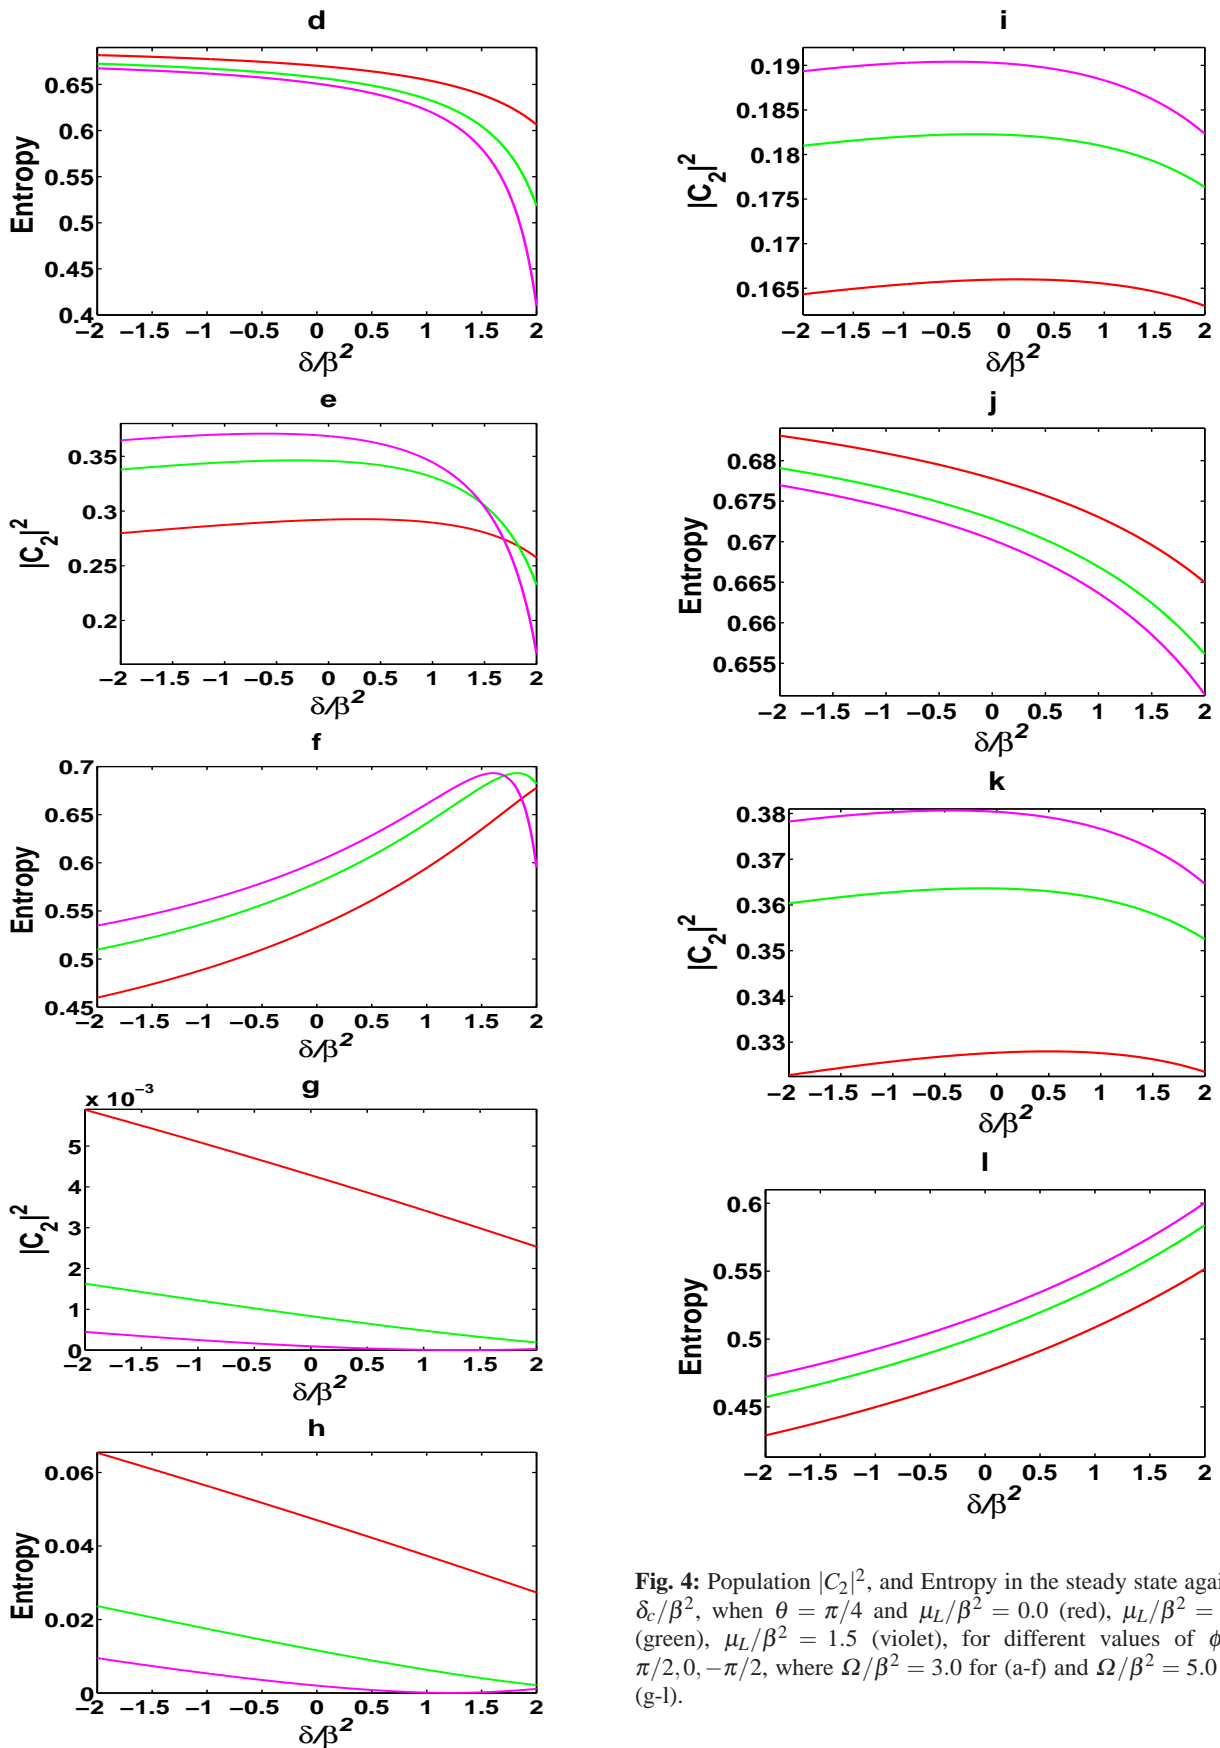 d
Entropy
0.65
0.6
0.55
0.5
0.45
0.4
−2 −1.5 −1 −0.5 0 0.5 1 1.5 2
δ/β²
e
|C₂|²
0.35
0.3
0.25
0.2
−2 −1.5 −1 −0.5 0 0.5 1 1.5 2
δ/β²
f
Entropy
0.7
0.65
0.6
0.55
0.5
0.45
−2 −1.5 −1 −0.5 0 0.5 1 1.5 2
δ/β²
g
x 10⁻³
|C₂|²
5
4
3
2
1
0
−2 −1.5 −1 −0.5 0 0.5 1 1.5 2
δ/β²
h
Entropy
0.06
0.04
0.02
0
−2 −1.5 −1 −0.5 0 0.5 1 1.5 2
δ/β²
i
|C₂|²
0.19
0.185
0.18
0.175
0.17
0.165
−2 −1.5 −1 −0.5 0 0.5 1 1.5 2
δ/β²
j
Entropy
0.68
0.675
0.67
0.665
0.66
0.655
−2 −1.5 −1 −0.5 0 0.5 1 1.5 2
δ/β²
k
|C₂|²
0.38
0.37
0.36
0.35
0.34
0.33
−2 −1.5 −1 −0.5 0 0.5 1 1.5 2
δ/β²
l
Entropy
0.6
0.55
0.5
0.45
−2 −1.5 −1 −0.5 0 0.5 1 1.5 2
δ/β²
Fig. 4: Population |C₂|², and Entropy in the steady state agai
δc/β², when θ = π/4 and μL/β² = 0.0 (red), μL/β² =
(green), μL/β² = 1.5 (violet), for different values of φ
π/2,0,−π/2, where Ω/β² = 3.0 for (a-f) and Ω/β² = 5.0
(g-l).